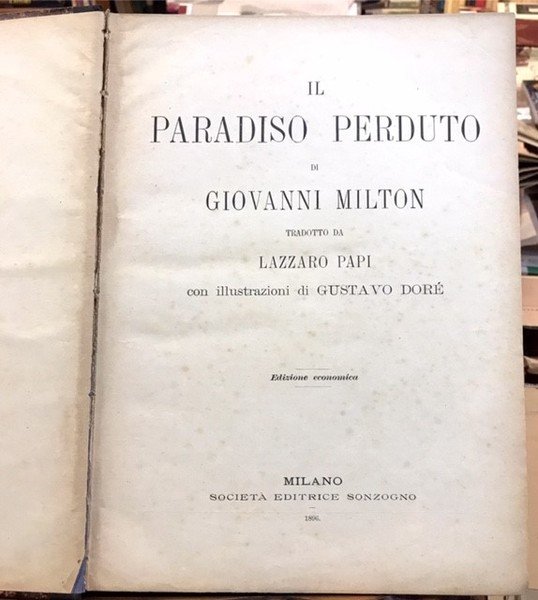 IL
PARADISO PERDUTO
DI
GIOVANNI MILTON
TRADOTTO DA
LAZZARO PAPI
con illustrazioni di GUSTAVO DORÉ
Edizione economica
MILANO
SOCIETÀ EDITRICE SONZOGNO
1896.